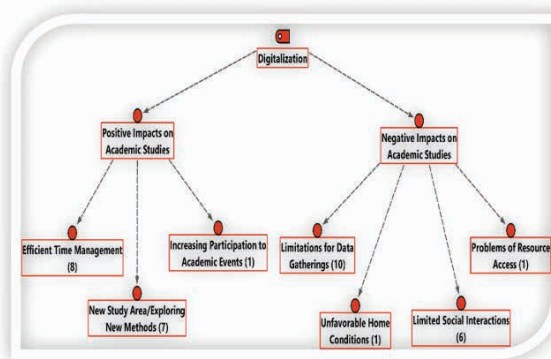 Digitalization
Positive Impacts on
Academic Studies
Negative Impacts on
Academic Studies
Efficient Time Management
(8)
New Study Area/Exploring
New Methods (7)
Increasing Participation to
Academic Events (1)
Limitations for Data
Gatherings (10)
Unfavorable Home
Conditions (1)
Limited Social Interactions
(6)
Problems of Resource
Access (1)